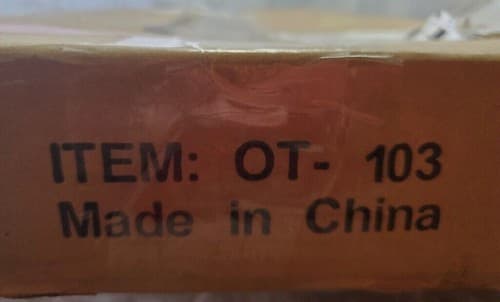 ITEM: OT- 103
Made in China